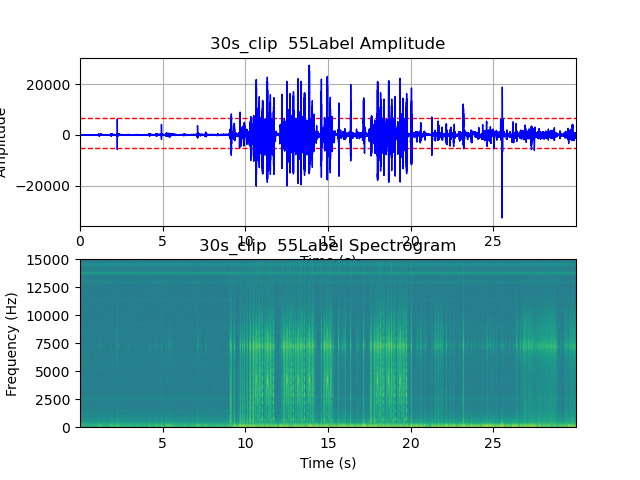 30s_clip  55Label Amplitude
Amplitude
20000
0
−20000
0 5 10 15 20 25
Time (s)
30s_clip  55Label Spectrogram
Frequency (Hz)
15000
12500
10000
7500
5000
2500
0
5 10 15 20 25
Time (s)